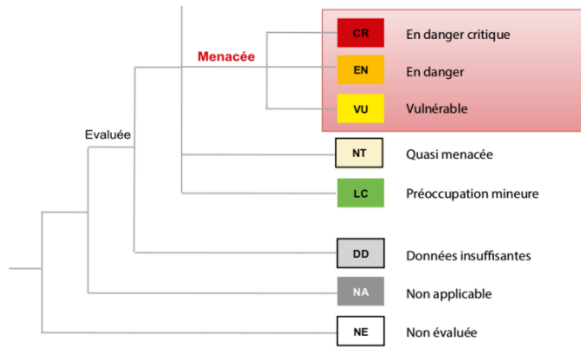 CR En danger critique
Menacée
EN En danger
VU Vulnérable
Evaluée
NT Quasi menacée
LC Préoccupation mineure
DD Données insuffisantes
NA Non applicable
NE Non évaluée